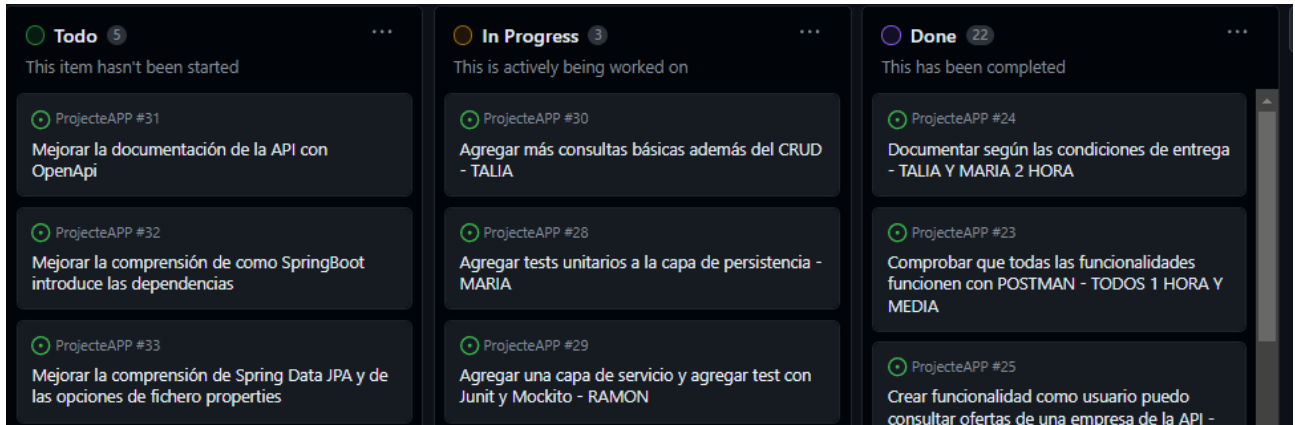 Todo 5
This item hasn't been started
ProjecteAPP #31
Mejorar la documentación de la API con
OpenApi
ProjecteAPP #32
Mejorar la comprensión de como SpringBoot
introduce las dependencias
ProjecteAPP #33
Mejorar la comprensión de Spring Data JPA y de
las opciones de fichero properties
In Progress 3
This is actively being worked on
ProjecteAPP #30
Agregar más consultas básicas además del CRUD
- TALIA
ProjecteAPP #28
Agregar tests unitarios a la capa de persistencia -
MARIA
ProjecteAPP #29
Agregar una capa de servicio y agregar test con
Junit y Mockito - RAMON
Done 22
This has been completed
ProjecteAPP #24
Documentar según las condiciones de entrega
- TALIA Y MARIA 2 HORA
ProjecteAPP #23
Comprobar que todas las funcionalidades
funcionen con POSTMAN - TODOS 1 HORA Y
MEDIA
ProjecteAPP #25
Crear funcionalidad como usuario puedo
consultar ofertas de una empresa de la API -